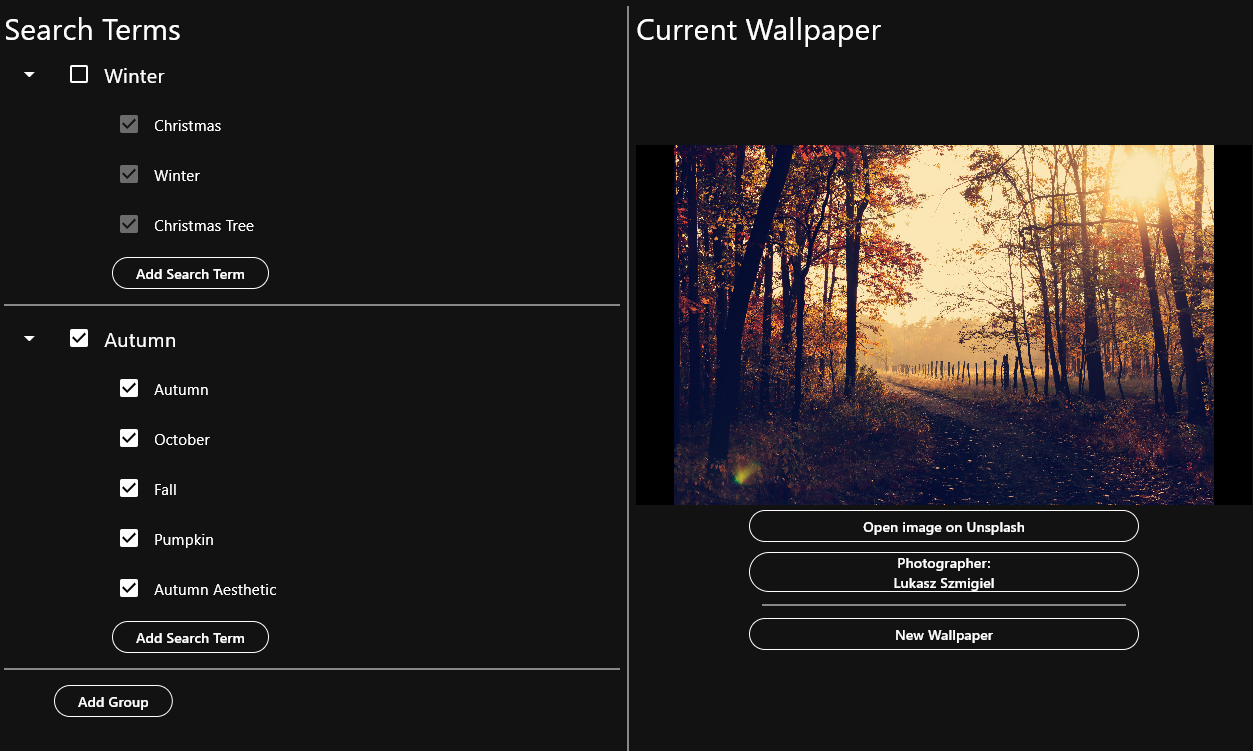 Search Terms
Winter
Christmas
Winter
Christmas Tree
Add Search Term
Autumn
Autumn
October
Fall
Pumpkin
Autumn Aesthetic
Add Search Term
Add Group
Current Wallpaper
Open image on Unsplash
Photographer:
Lukasz Szmigiel
New Wallpaper